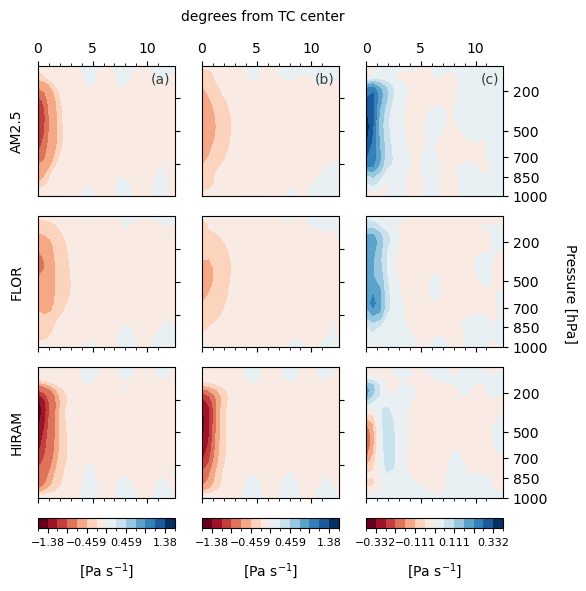 degrees from TC center
0 5 10 0 5 10 0 5 10
(a) (b) (c)
AM2.5
200
500
700
850
1000
FLOR
200
500
700
850
1000
Pressure [hPa]
HIRAM
200
500
700
850
1000
−1.38 −0.459 0.459 1.38 −1.38 −0.459 0.459 1.38 −0.332 −0.111 0.111 0.332
[Pa s⁻¹] [Pa s⁻¹] [Pa s⁻¹]